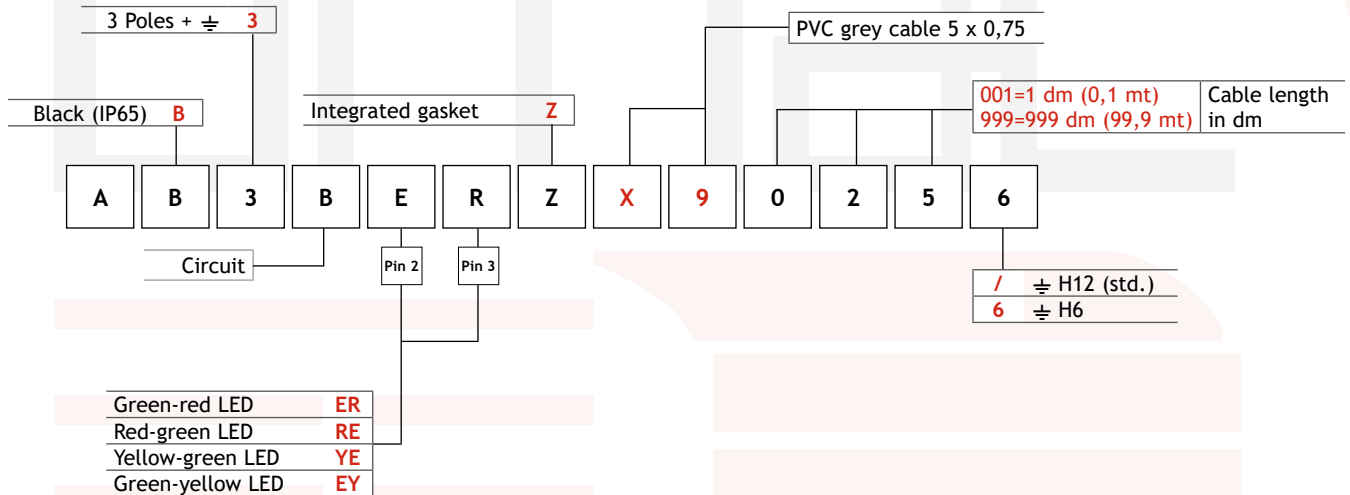 3 Poles + ⏚ 3
PVC grey cable 5 x 0,75
Black (IP65) B
Integrated gasket Z
001=1 dm (0,1 mt) Cable length
999=999 dm (99,9 mt) in dm
A B 3 B E R Z X 9 0 2 5 6
Circuit
Pin 2
Pin 3
/ ⏚ H12 (std.)
6 ⏚ H6
Green-red LED ER
Red-green LED RE
Yellow-green LED YE
Green-yellow LED EY